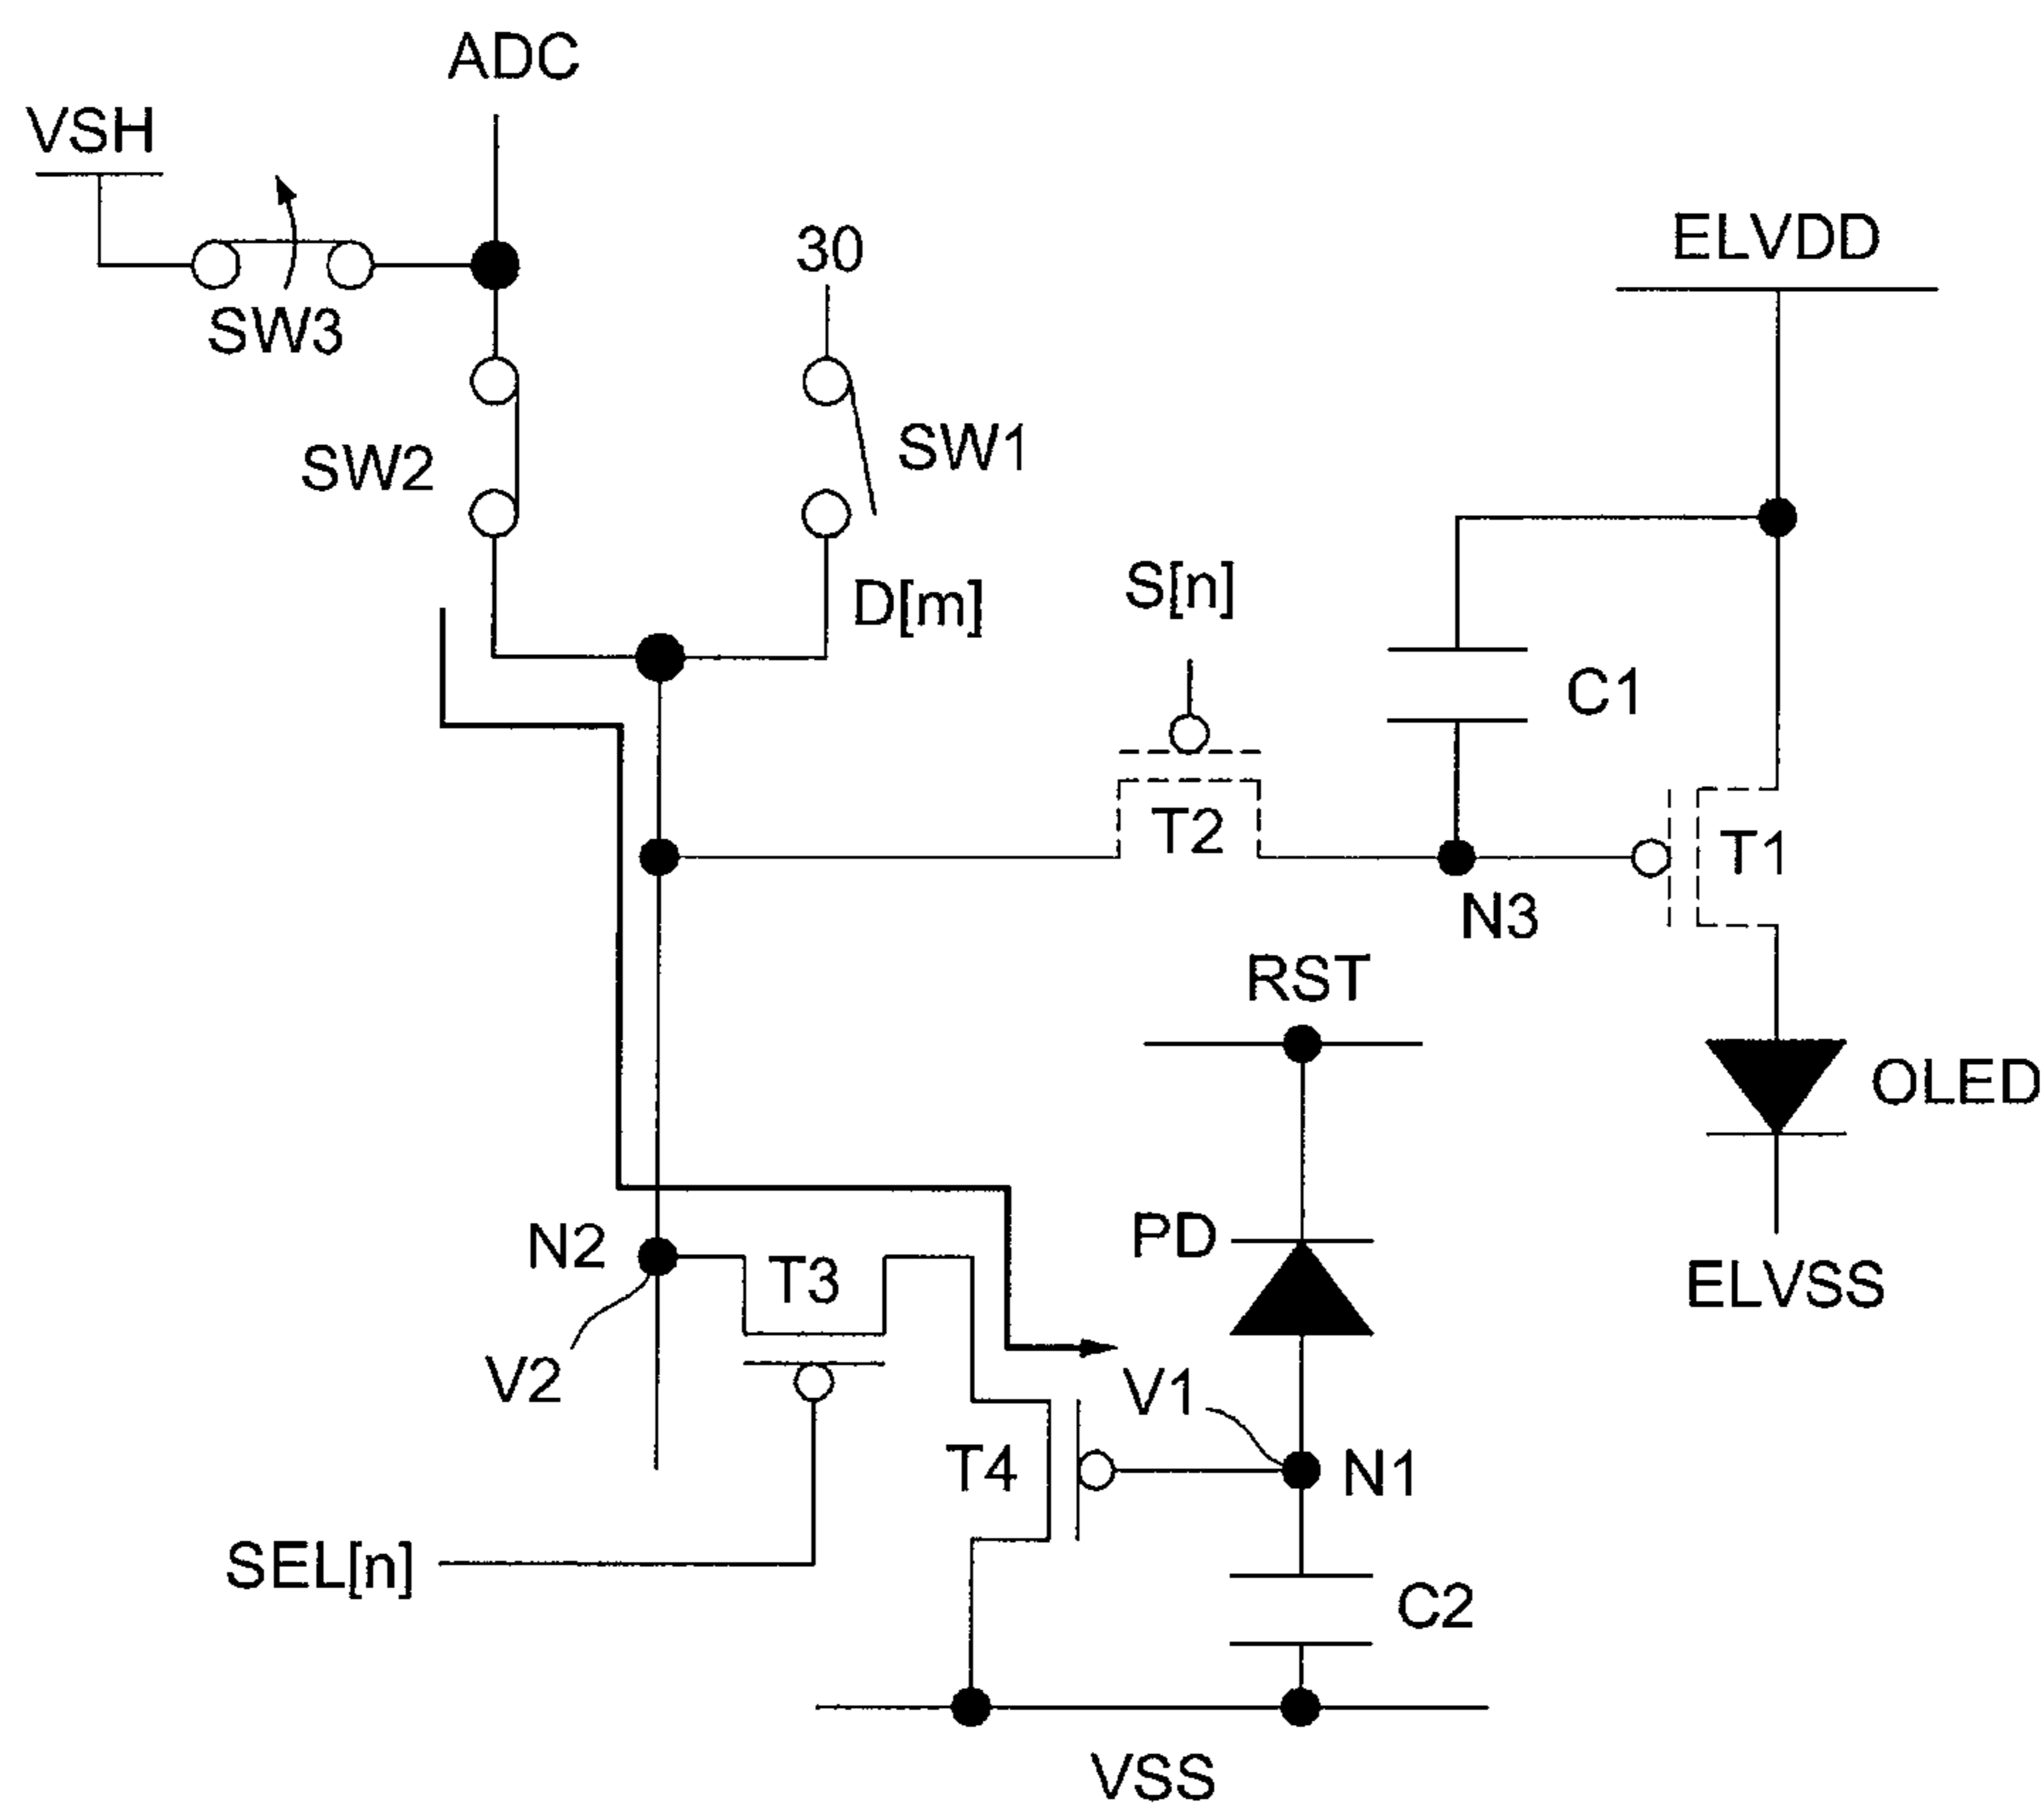 ADC
VSH
ELVDD
30
SW3
SW1
SW2
S[n]
D[m]
C1
T2
T1
N3
RST
OLED
PD
N2
T3
ELVSS
V2
V1
T4
N1
SEL[n]
C2
VSS